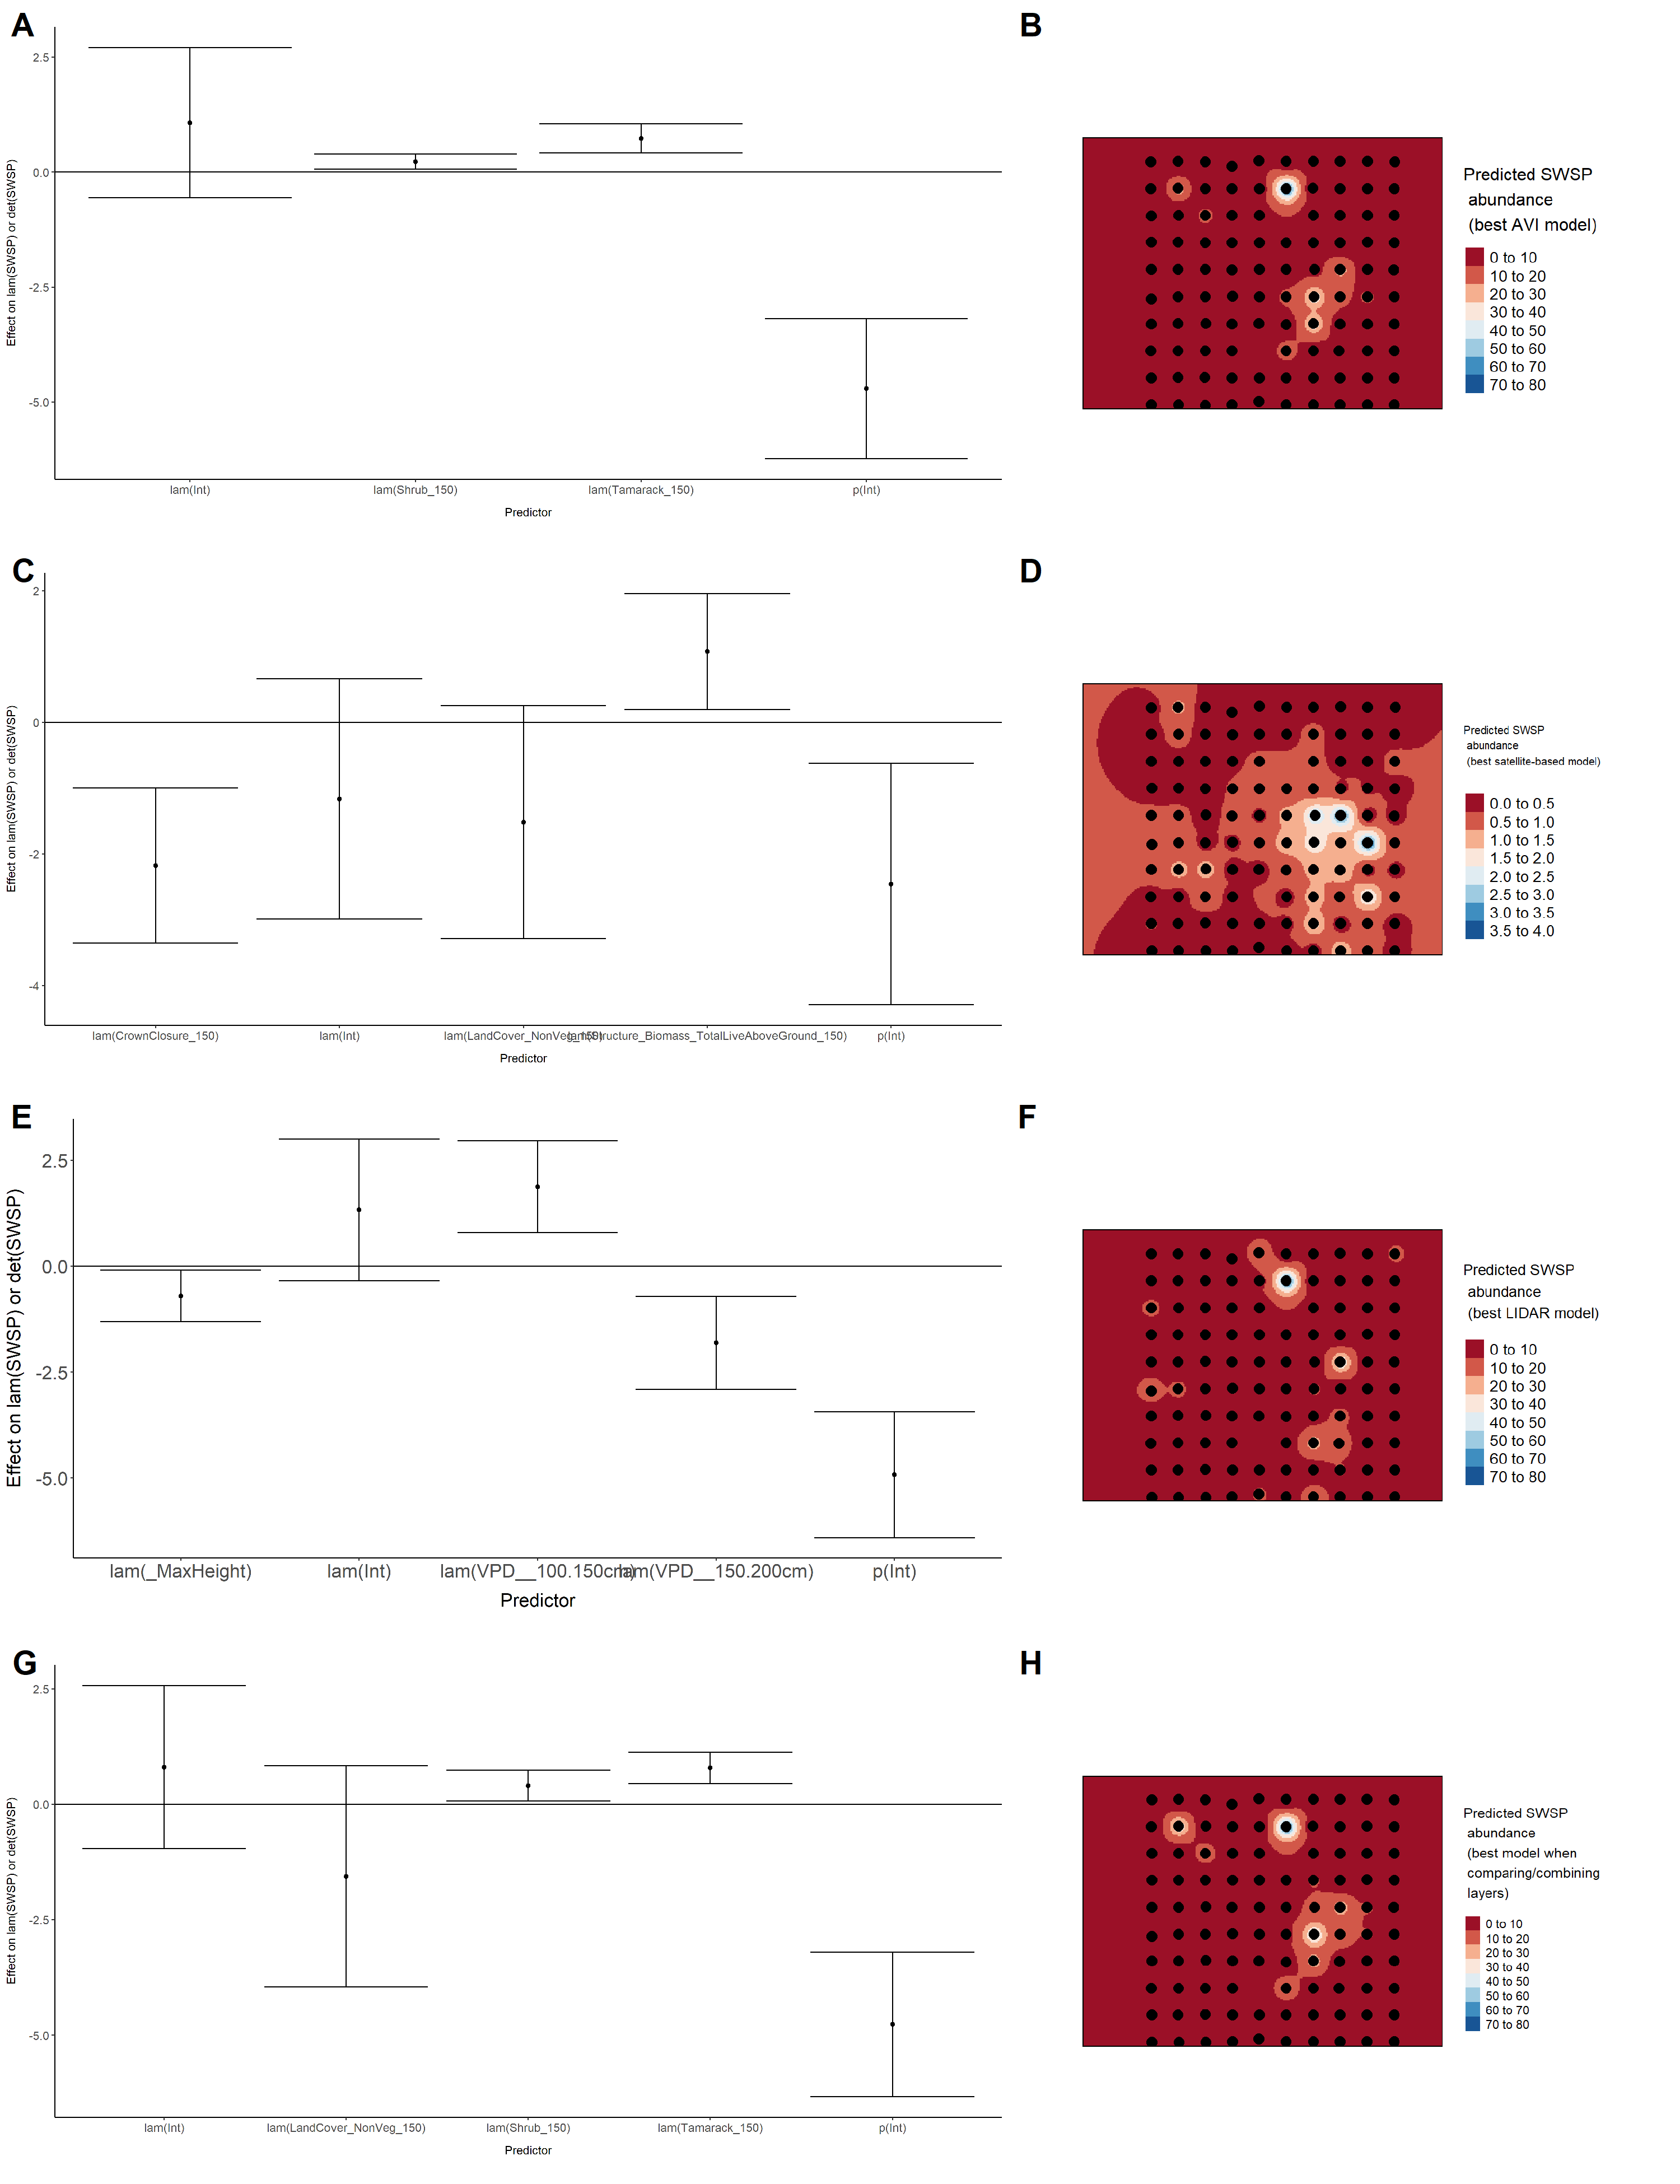 A
B
Effect on lam(SWSP) or det(SWSP)
2.5
0.0
-2.5
-5.0
lam(Int)
lam(Shrub_150)
lam(Tamarack_150)
p(Int)
Predictor
Predicted SWSP
abundance
(best AVI model)
0 to 10
10 to 20
20 to 30
30 to 40
40 to 50
50 to 60
60 to 70
70 to 80
C
D
Effect on lam(SWSP) or det(SWSP)
2
0
-2
-4
lam(CrownClosure_150)
lam(Int)
lam(LandCover_NonVeg_150)
lam(Structure_Biomass_TotalLiveAboveGround_150)
p(Int)
Predictor
Predicted SWSP
abundance
(best satellite-based model)
0.0 to 0.5
0.5 to 1.0
1.0 to 1.5
1.5 to 2.0
2.0 to 2.5
2.5 to 3.0
3.0 to 3.5
3.5 to 4.0
E
F
Effect on lam(SWSP) or det(SWSP)
2.5
0.0
-2.5
-5.0
lam(_MaxHeight)
lam(Int)
lam(VPD__100.150cm)
lam(VPD__150.200cm)
p(Int)
Predictor
Predicted SWSP
abundance
(best LIDAR model)
0 to 10
10 to 20
20 to 30
30 to 40
40 to 50
50 to 60
60 to 70
70 to 80
G
H
Effect on lam(SWSP) or det(SWSP)
2.5
0.0
-2.5
-5.0
lam(Int)
lam(LandCover_NonVeg_150)
lam(Shrub_150)
lam(Tamarack_150)
p(Int)
Predictor
Predicted SWSP
abundance
(best model when
comparing/combining
layers)
0 to 10
10 to 20
20 to 30
30 to 40
40 to 50
50 to 60
60 to 70
70 to 80